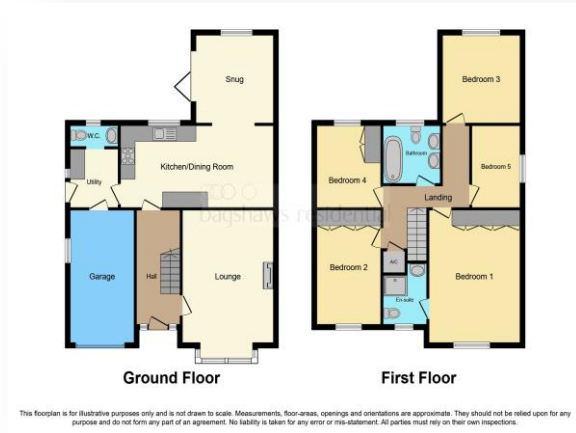 Snug
W.C.
Kitchen/Dining Room
Utility
Garage
Hall
Lounge
Bedroom 3
Bathroom
Bedroom 5
Bedroom 4
Landing
Bedroom 2
A/C
En-suite
Bedroom 1
bagshaws residential
Ground Floor
First Floor
This floorplan is for illustrative purposes only and is not drawn to scale. Measurements, floor-areas, openings and orientations are approximate. They should not be relied upon for any
purpose and do not form any part of an agreement. No liability is taken for any error or mis-statement. All parties must rely on their own inspections.